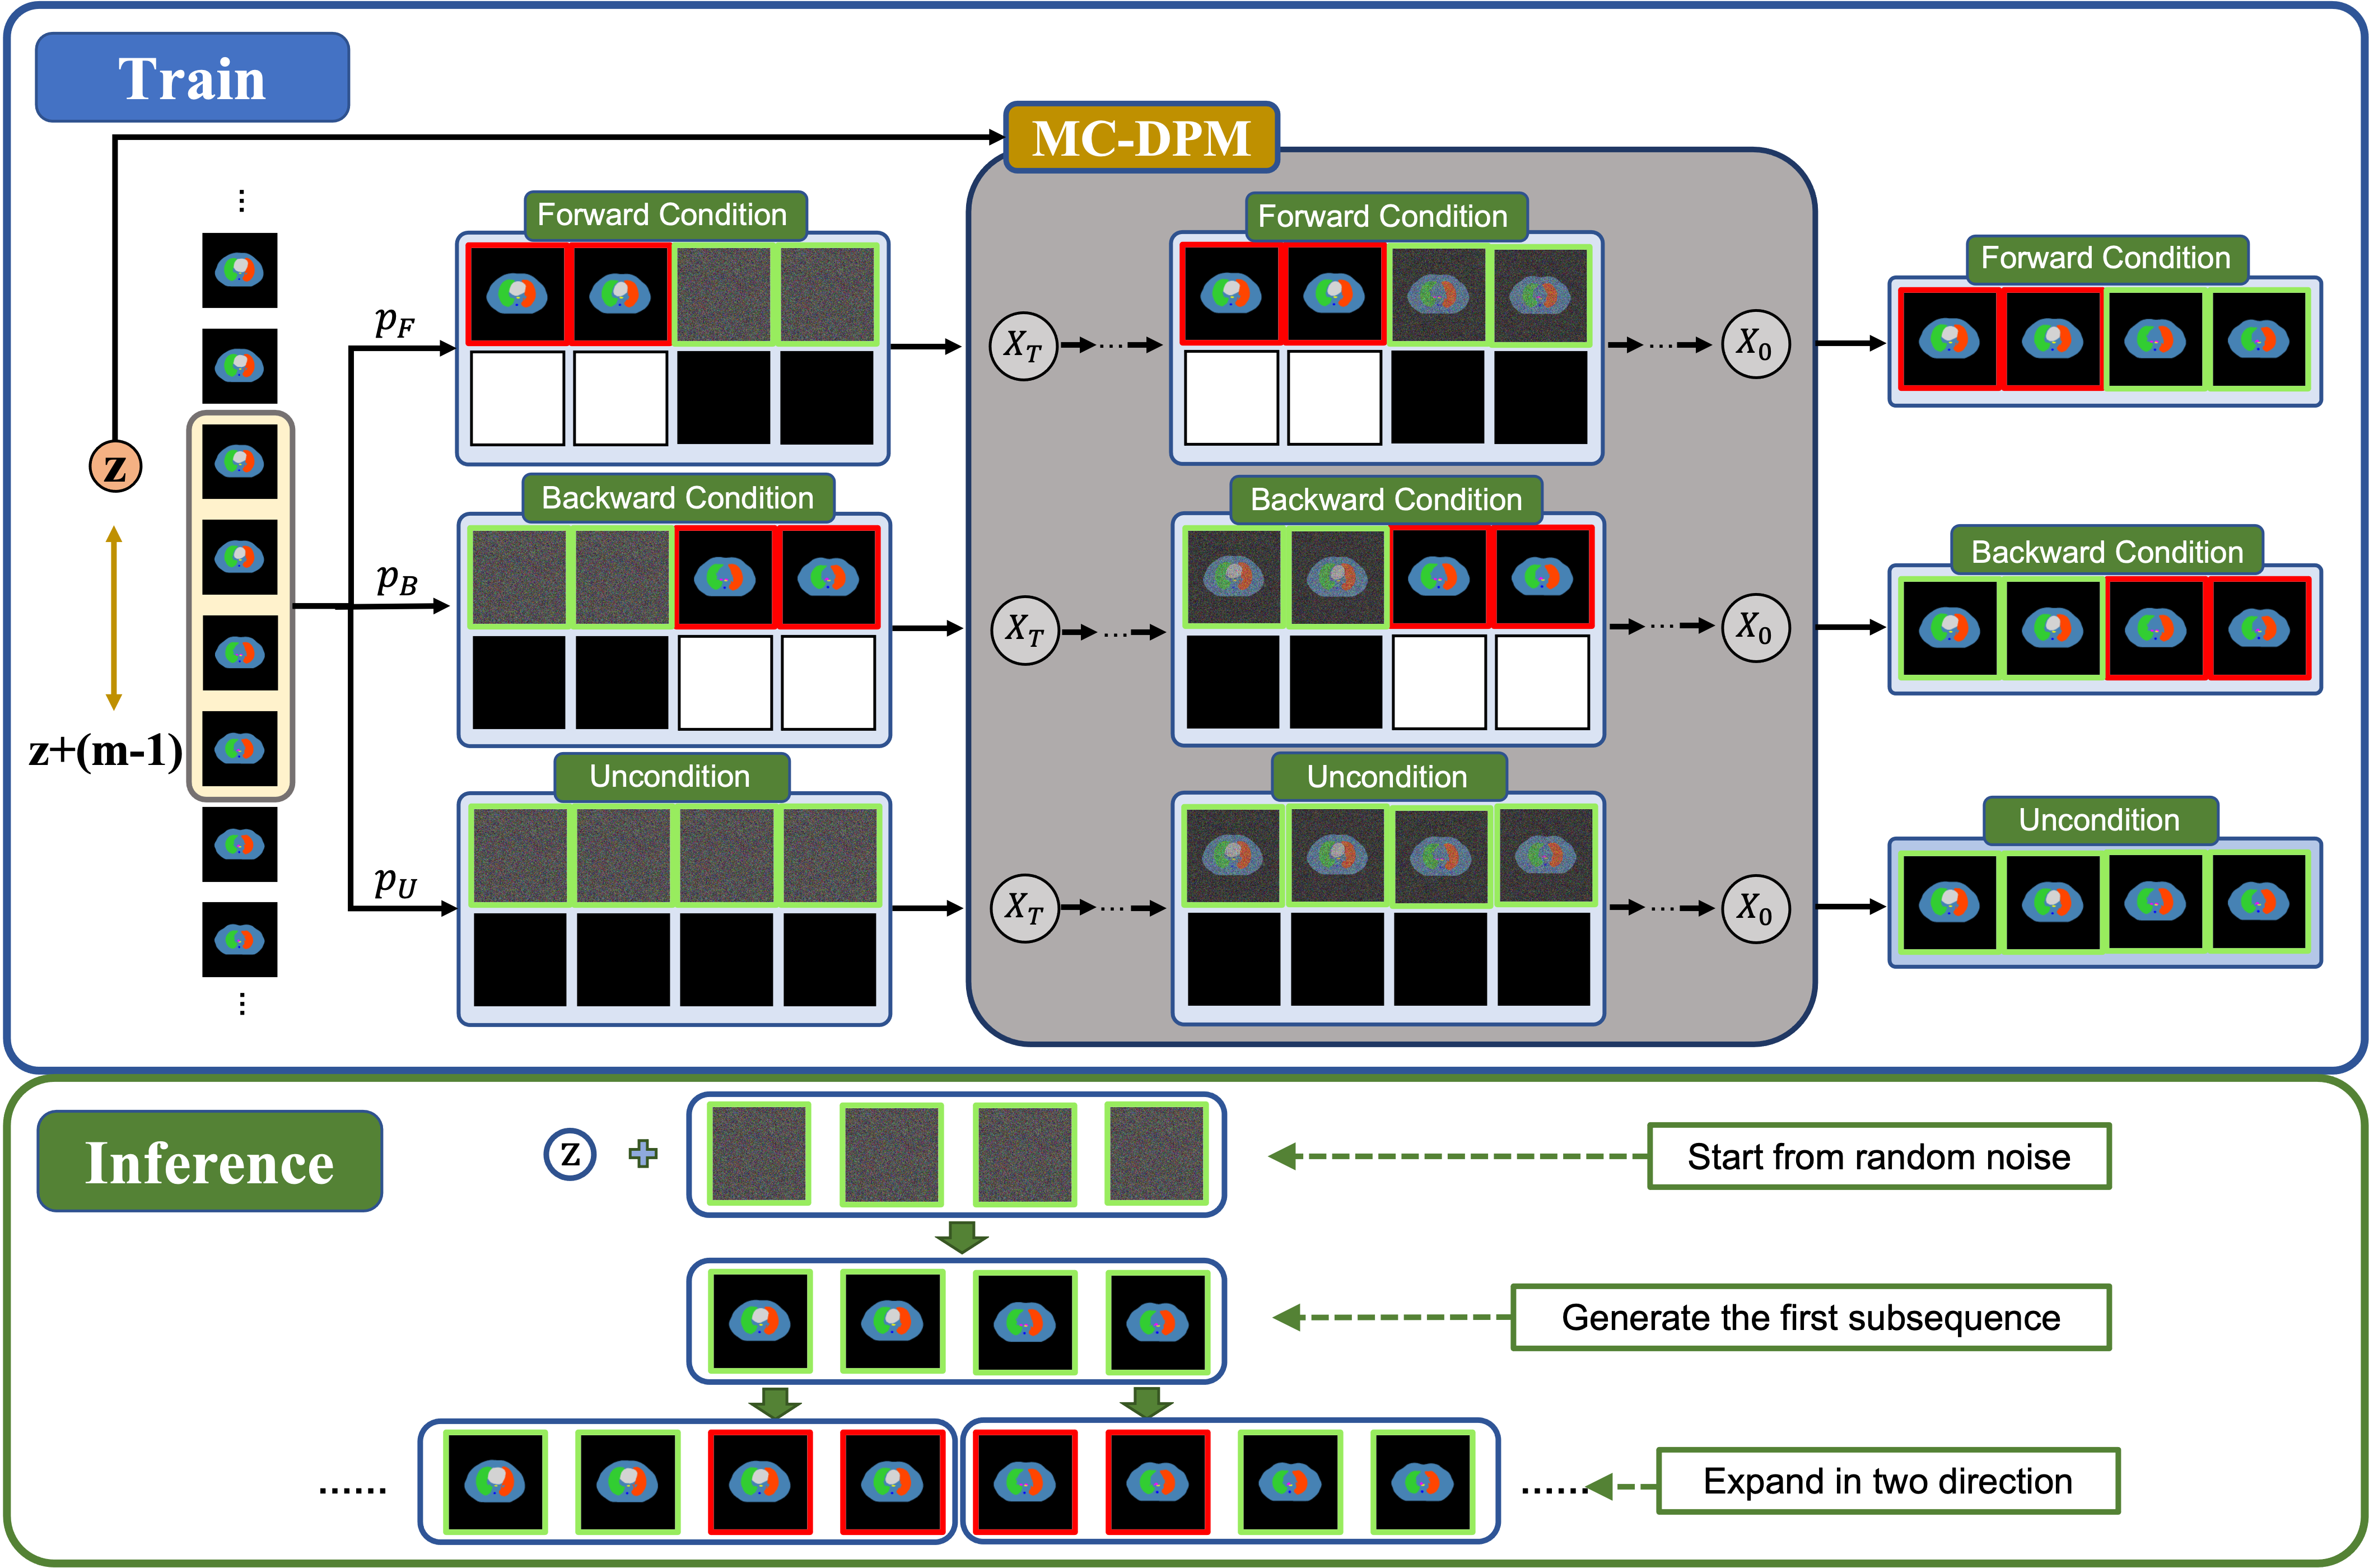 Train
MC-DPM
⋮
Forward Condition
Forward Condition
Forward Condition
p_F
X_T
...
...
X_0
z
Backward Condition
Backward Condition
Backward Condition
p_B
X_T
...
...
X_0
z+(m-1)
Uncondition
Uncondition
Uncondition
p_U
X_T
...
...
X_0
⋮
Inference
z
+
Start from random noise
Generate the first subsequence
......
......
Expand in two direction